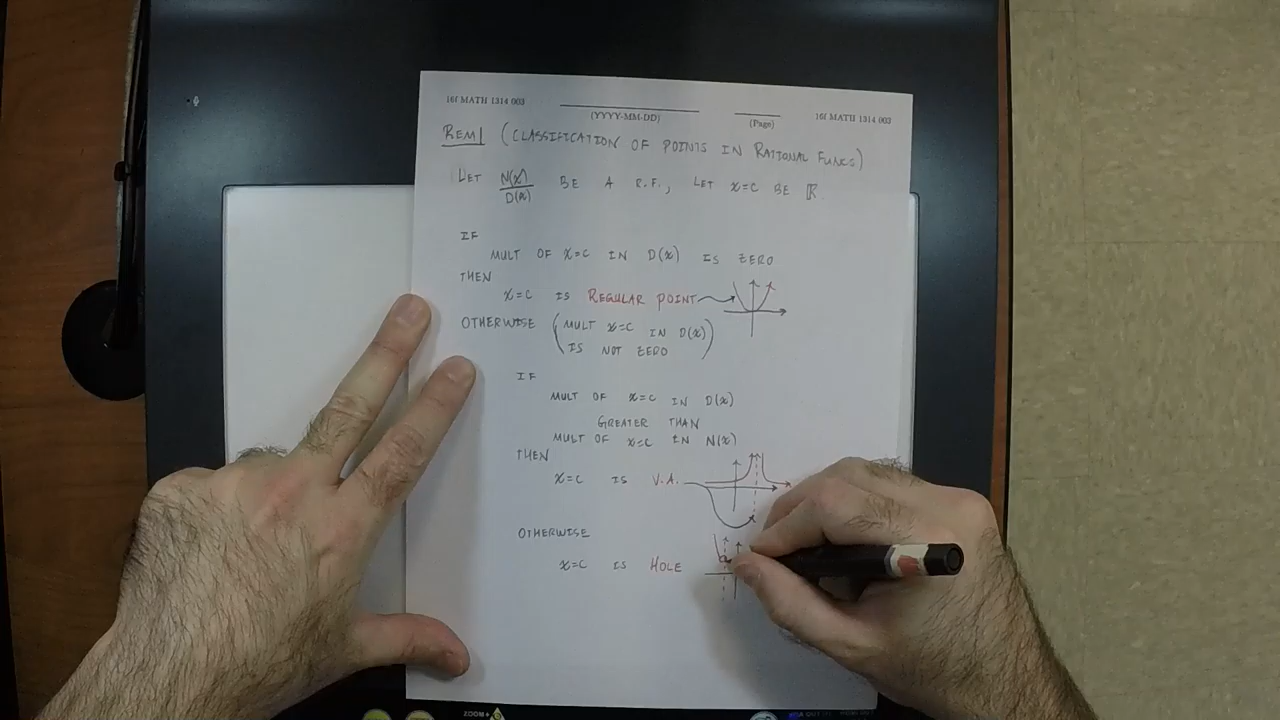 16f MATH 1314 003
(YYYY-MM-DD)
(Page)
16f MATH 1314 003
REM (CLASSIFICATION OF POINTS IN RATIONAL FUNCS)
LET N(x)/D(x) BE A R.F., LET x=C BE ℝ
IF
MULT OF x=C IN D(x) IS ZERO
THEN
x=C IS REGULAR POINT
OTHERWISE (MULT x=C IN D(x)
IS NOT ZERO)
IF
MULT OF x=C IN D(x)
GREATER THAN
MULT OF x=C IN N(x)
THEN
x=C IS V.A.
OTHERWISE
x=C IS HOLE
ZOOM